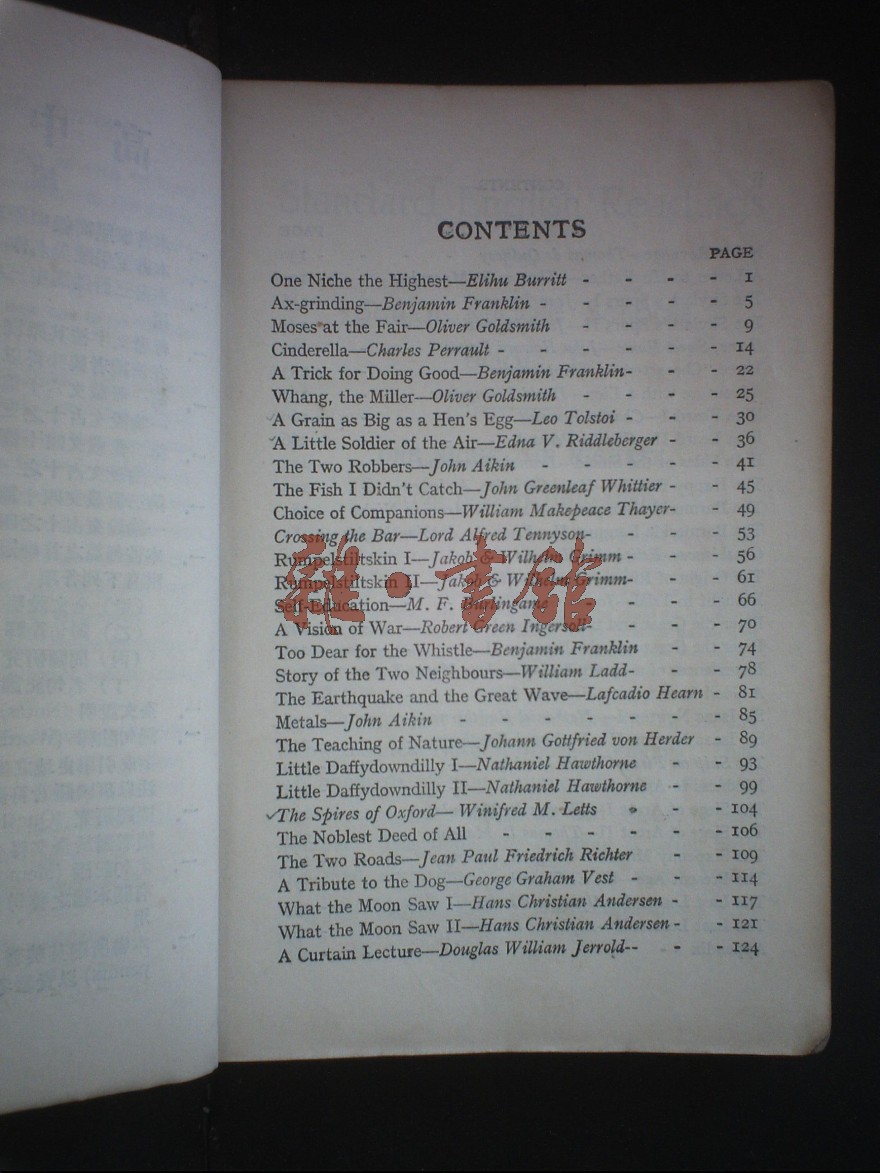 CONTENTS
PAGE
One Niche the Highest—Elihu Burritt - - - - 1
Ax-grinding—Benjamin Franklin - - - - - 5
Moses at the Fair—Oliver Goldsmith - - - - 9
Cinderella—Charles Perrault - - - - - - 14
A Trick for Doing Good—Benjamin Franklin- - - 22
Whang, the Miller—Oliver Goldsmith - - - - 25
A Grain as Big as a Hen's Egg—Leo Tolstoi - - - 30
A Little Soldier of the Air—Edna V. Riddleberger - - 36
The Two Robbers—John Aikin - - - - - 41
The Fish I Didn't Catch—John Greenleaf Whittier - - 45
Choice of Companions—William Makepeace Thayer- - 49
Crossing the Bar—Lord Alfred Tennyson- - - - 53
Rumpelstiltskin I—Jakob & Wilhelm Grimm - - - 56
Rumpelstiltskin II—Jakob & Wilhelm Grimm- - - 61
Self-Education—M. F. Burlingame - - - 66
A Vision of War—Robert Green Ingersoll- - - - 70
Too Dear for the Whistle—Benjamin Franklin - - 74
Story of the Two Neighbours—William Ladd- - - 78
The Earthquake and the Great Wave—Lafcadio Hearn - 81
Metals—John Aikin - - - - - - - 85
The Teaching of Nature—Johann Gottfried von Herder - 89
Little Daffydowndilly I—Nathaniel Hawthorne - - 93
Little Daffydowndilly II—Nathaniel Hawthorne - - 99
The Spires of Oxford— Winifred M. Letts - - - 104
The Noblest Deed of All - - - - - - 106
The Two Roads—Jean Paul Friedrich Richter - - 109
A Tribute to the Dog—George Graham Vest - - - 114
What the Moon Saw I—Hans Christian Andersen - - 117
What the Moon Saw II—Hans Christian Andersen - - 121
A Curtain Lecture—Douglas William Jerrold-- - - 124
雜·書館